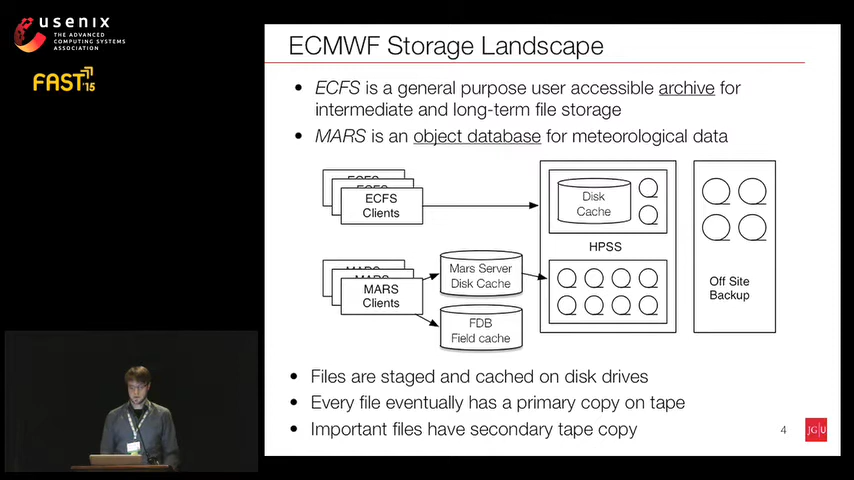 usenix
THE ADVANCED
COMPUTING SYSTEMS
ASSOCIATION
FAST '15
ECMWF Storage Landscape
• ECFS is a general purpose user accessible archive for
intermediate and long-term file storage
• MARS is an object database for meteorological data
ECFS
ECFS
ECFS
Clients
Disk
Cache
HPSS
MARS
MARS
MARS
Clients
Mars Server
Disk Cache
FDB
Field cache
Off Site
Backup
• Files are staged and cached on disk drives
• Every file eventually has a primary copy on tape
• Important files have secondary tape copy
4
JG|U